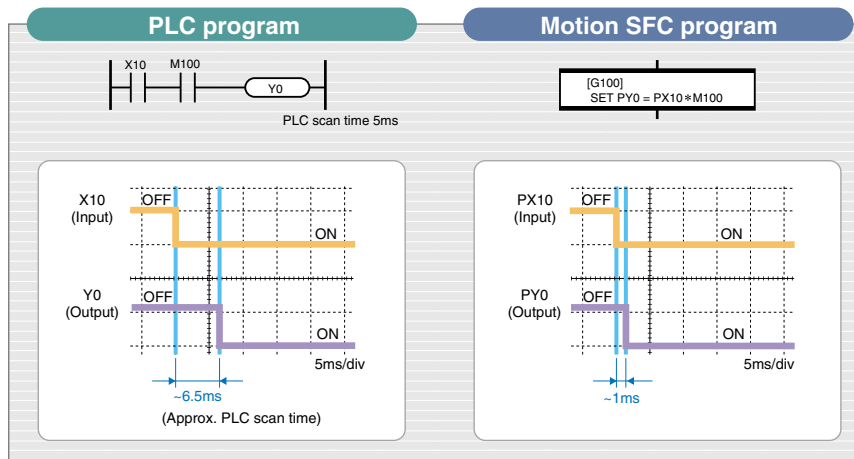 PLC program
X10 M100
Y0
PLC scan time 5ms
X10
(Input)
OFF
ON
Y0
(Output)
OFF
ON
5ms/div
~6.5ms
(Approx. PLC scan time)
Motion SFC program
[G100]
SET PY0 = PX10*M100
PX10
(Input)
OFF
ON
PY0
(Output)
OFF
ON
5ms/div
~1ms